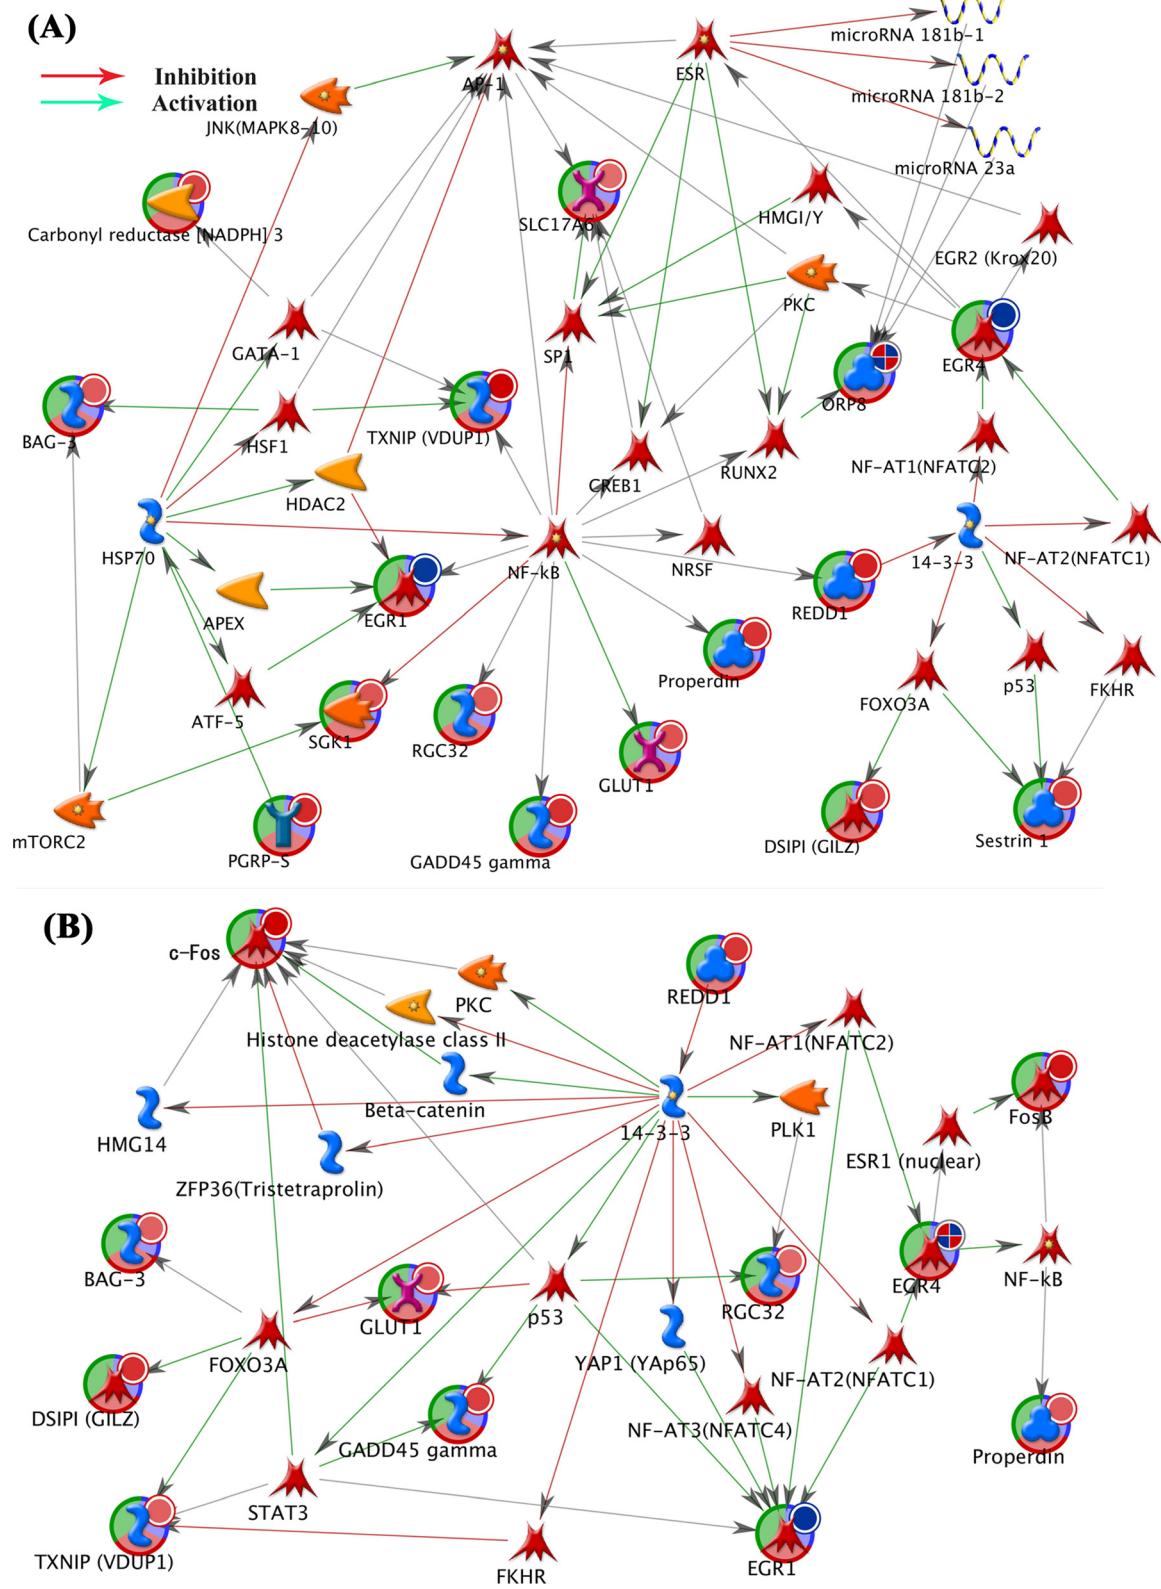 (A)
Inhibition
Activation
microRNA 181b-1
AP-1
ESR
microRNA 181b-2
JNK(MAPK8-10)
microRNA 23a
SLC17A6
HMGI/Y
Carbonyl reductase [NADPH] 3
EGR2 (Krox20)
PKC
GATA-1
SP1
EGR4
ORP8
BAG-3
HSF1
TXNIP (VDUP1)
NF-AT1(NFATC2)
RUNX2
CREB1
HDAC2
HSP70
NF-kB
NRSF
14-3-3
NF-AT2(NFATC1)
REDD1
APEX
EGR1
Properdin
p53
FKHR
FOXO3A
ATF-5
SGK1
RGC32
GLUT1
mTORC2
PGRP-S
GADD45 gamma
DSIPI (GILZ)
Sestrin 1
(B)
c-Fos
PKC
REDD1
Histone deacetylase class II
NF-AT1(NFATC2)
Beta-catenin
FosB
HMG14
14-3-3
PLK1
ESR1 (nuclear)
ZFP36(Tristetraprolin)
BAG-3
EGR4
NF-kB
GLUT1
p53
RGC32
FOXO3A
YAP1 (YAp65)
NF-AT2(NFATC1)
DSIPI (GILZ)
NF-AT3(NFATC4)
GADD45 gamma
Properdin
STAT3
TXNIP (VDUP1)
FKHR
EGR1